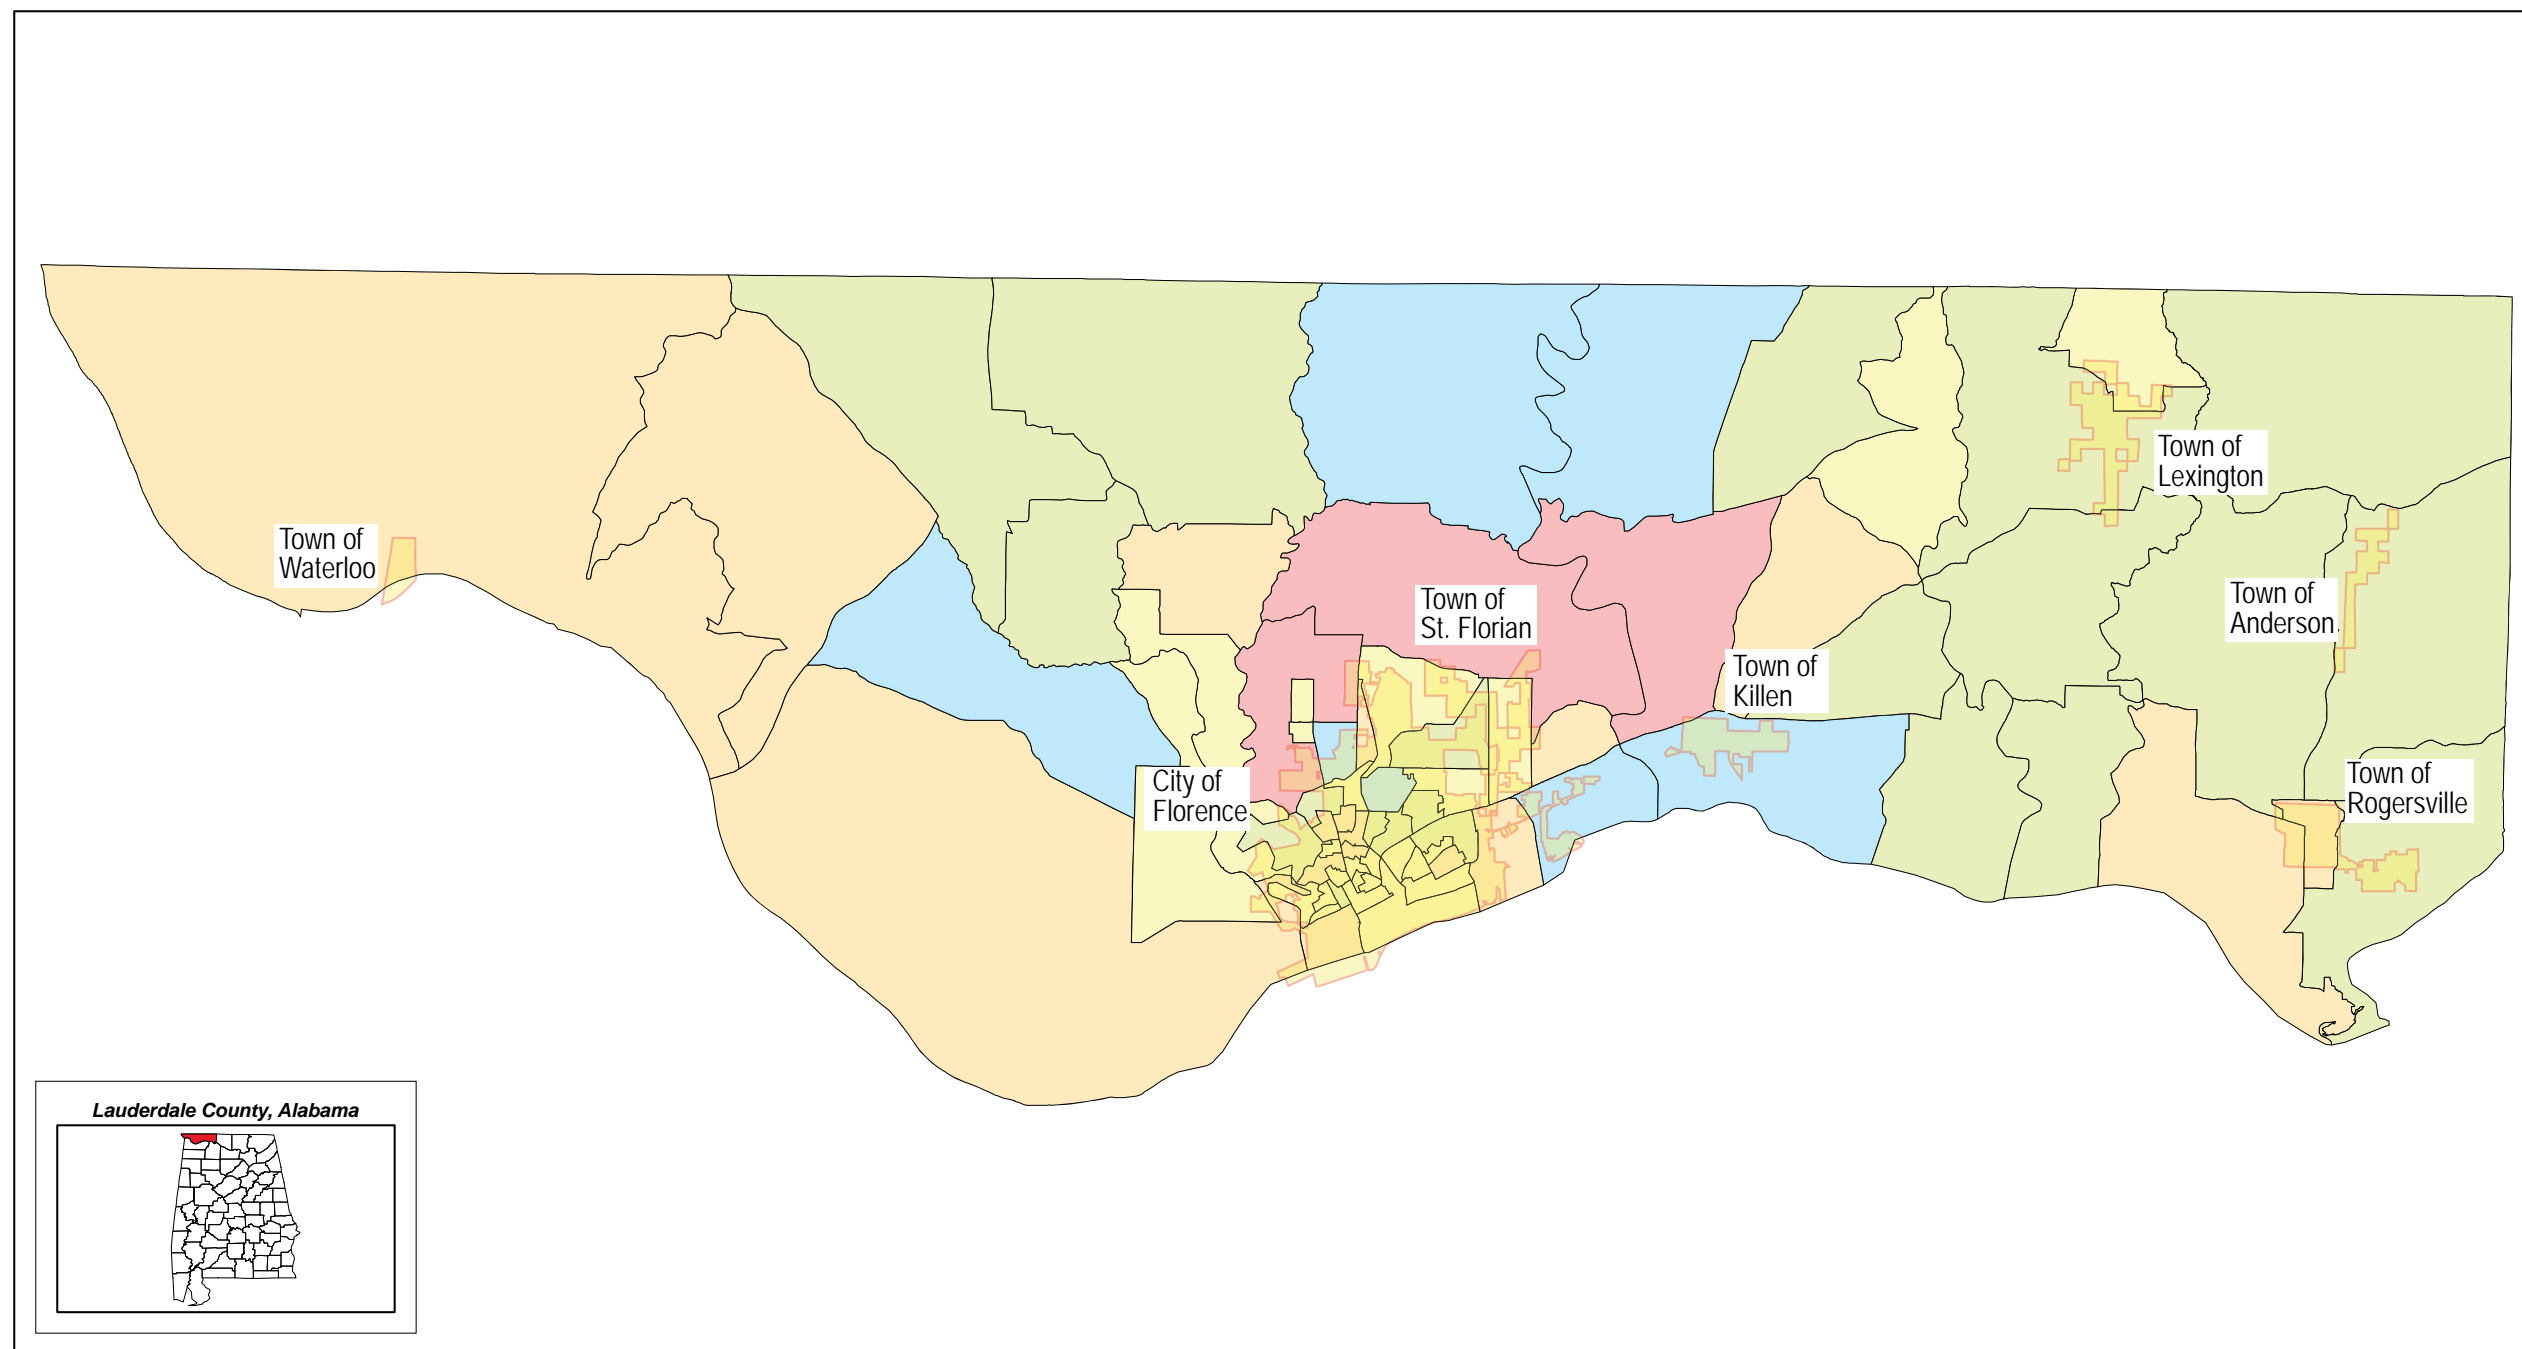 Town of
Lexington
Town of
Waterloo
Town of
St. Florian
Town of
Anderson
Town of
Killen
City of
Florence
Town of
Rogersville
Lauderdale County, Alabama